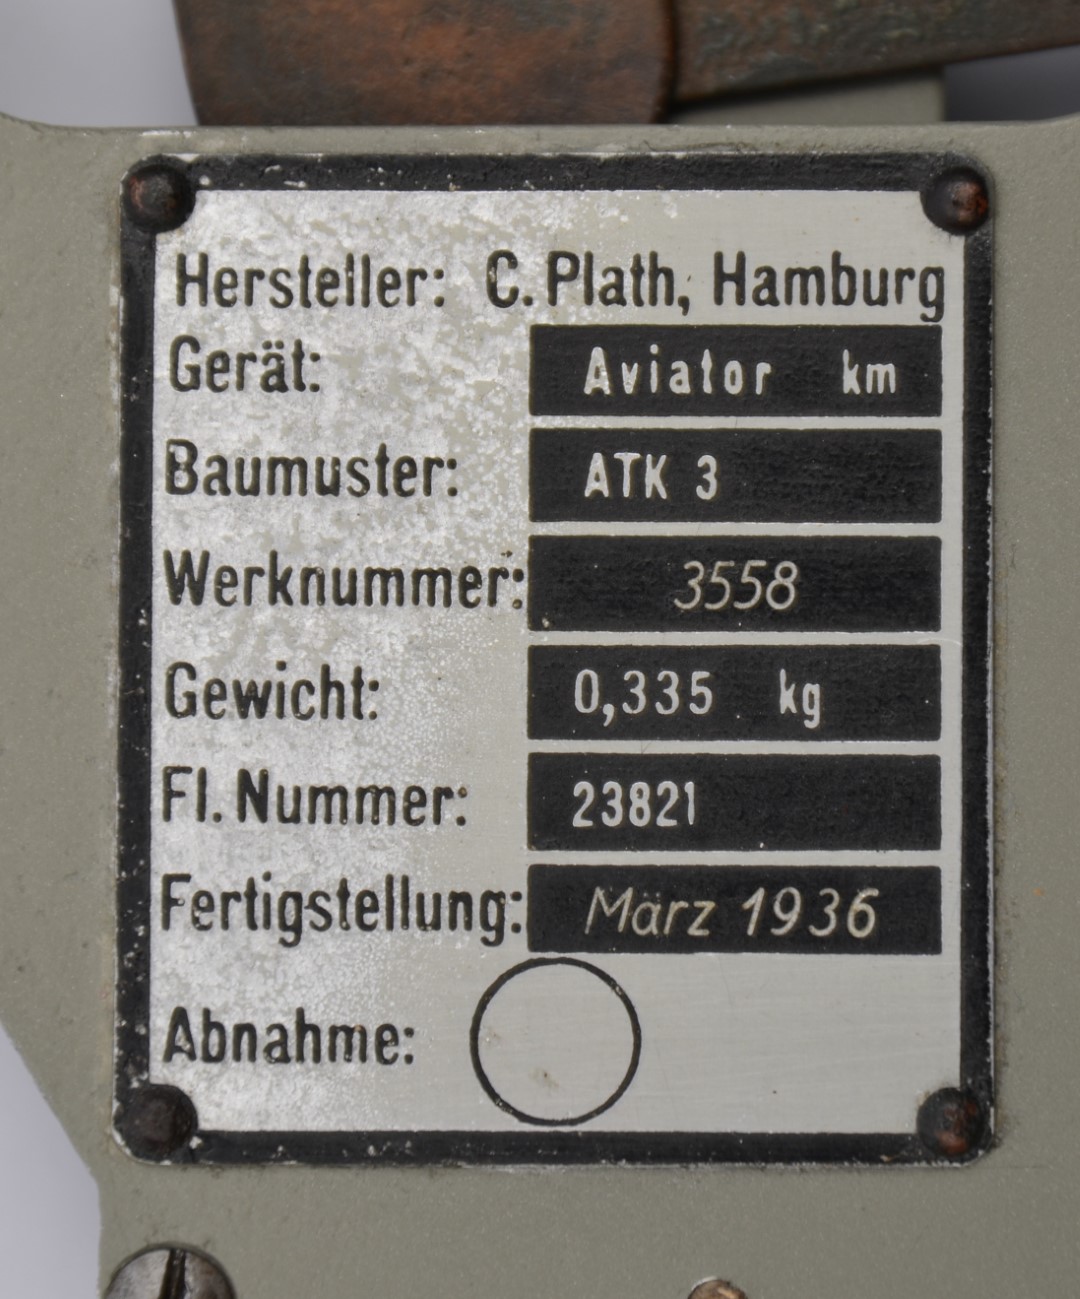 Hersteller: C. Plath, Hamburg
Gerät: Aviator km
Baumuster: ATK 3
Werknummer: 3558
Gewicht: 0,335 kg
Fl. Nummer: 23821
Fertigstellung: März 1936
Abnahme: